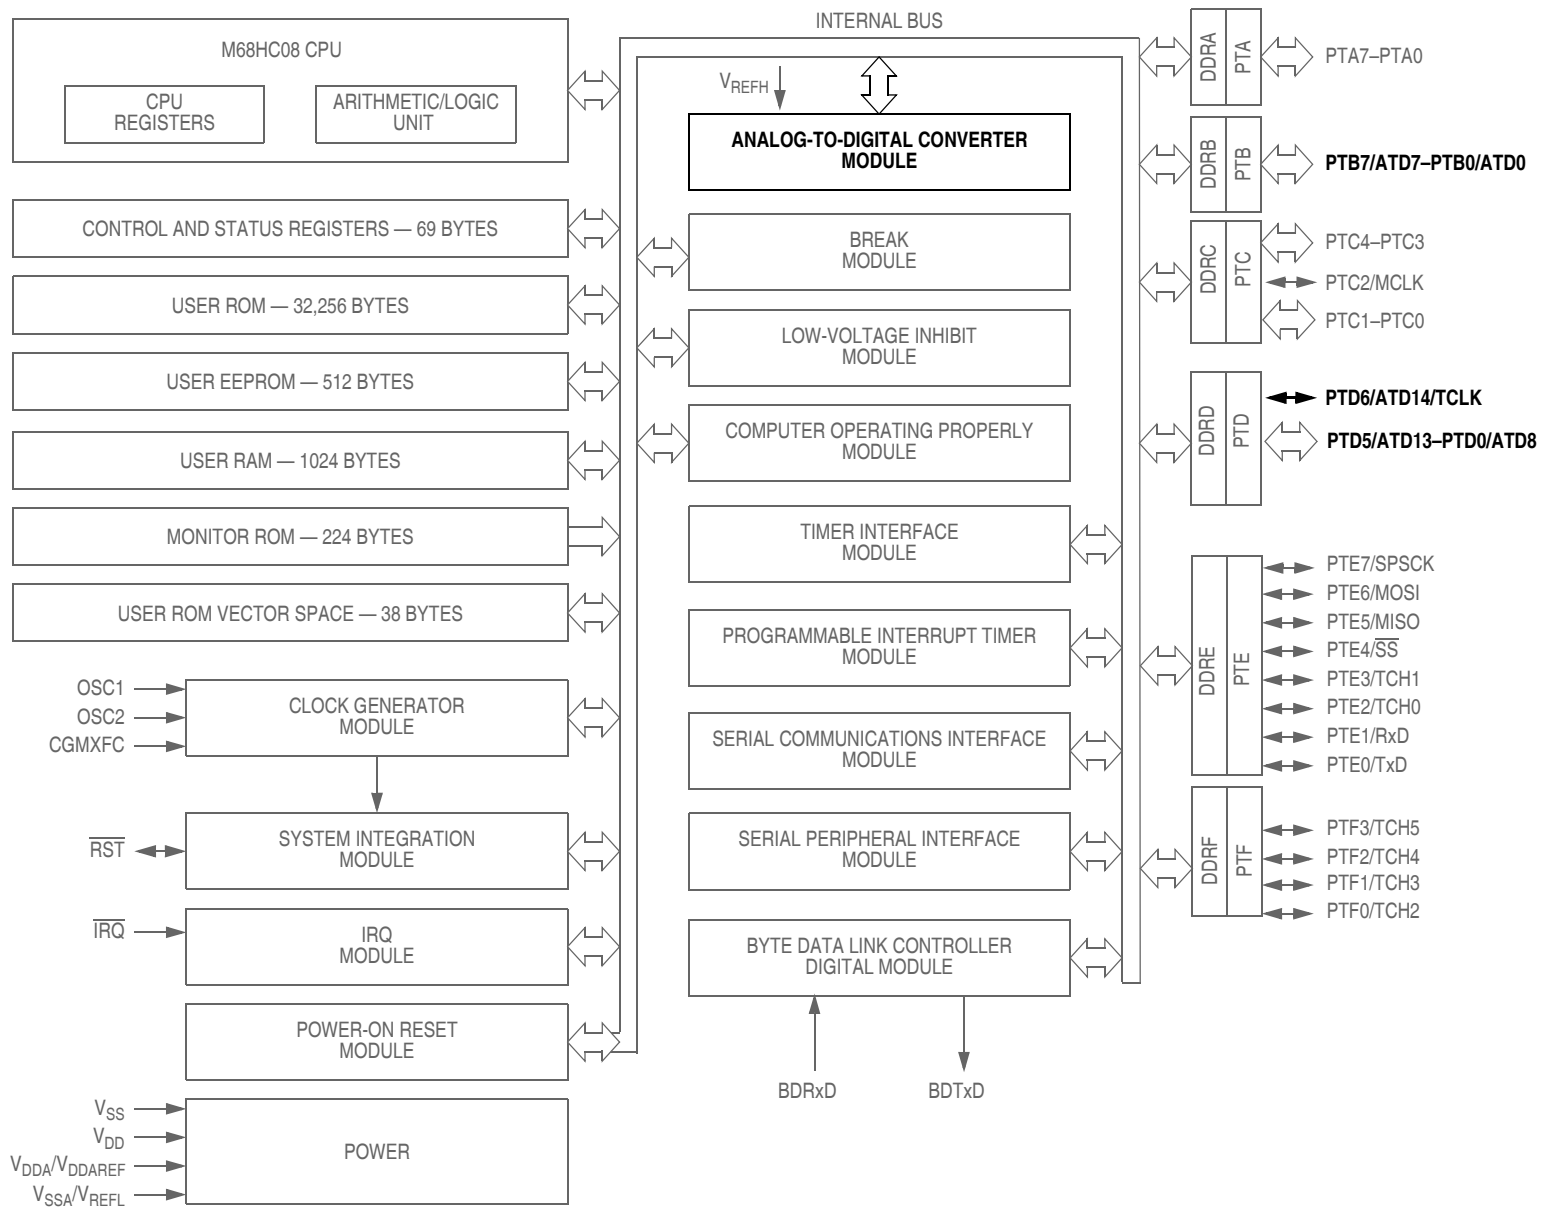 INTERNAL BUS
M68HC08 CPU
CPU
REGISTERS
ARITHMETIC/LOGIC
UNIT
CONTROL AND STATUS REGISTERS — 69 BYTES
USER ROM — 32,256 BYTES
USER EEPROM — 512 BYTES
USER RAM — 1024 BYTES
MONITOR ROM — 224 BYTES
USER ROM VECTOR SPACE — 38 BYTES
OSC1
OSC2
CGMXFC
CLOCK GENERATOR
MODULE
RST
SYSTEM INTEGRATION
MODULE
IRQ
IRQ
MODULE
POWER-ON RESET
MODULE
VSS
VDD
VDDA/VDDAREF
VSSA/VREFL
POWER
VREFH
ANALOG-TO-DIGITAL CONVERTER
MODULE
BREAK
MODULE
LOW-VOLTAGE INHIBIT
MODULE
COMPUTER OPERATING PROPERLY
MODULE
TIMER INTERFACE
MODULE
PROGRAMMABLE INTERRUPT TIMER
MODULE
SERIAL COMMUNICATIONS INTERFACE
MODULE
SERIAL PERIPHERAL INTERFACE
MODULE
BYTE DATA LINK CONTROLLER
DIGITAL MODULE
BDRxD
BDTxD
DDRA
PTA
PTA7–PTA0
DDRB
PTB
PTB7/ATD7–PTB0/ATD0
DDRC
PTC
PTC4–PTC3
PTC2/MCLK
PTC1–PTC0
DDRD
PTD
PTD6/ATD14/TCLK
PTD5/ATD13–PTD0/ATD8
DDRE
PTE
PTE7/SPSCK
PTE6/MOSI
PTE5/MISO
PTE4/SS
PTE3/TCH1
PTE2/TCH0
PTE1/RxD
PTE0/TxD
DDRF
PTF
PTF3/TCH5
PTF2/TCH4
PTF1/TCH3
PTF0/TCH2